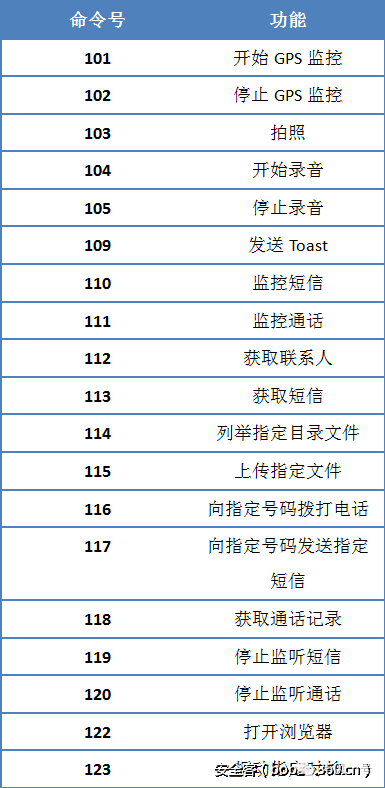 命令号 功能
101 开始 GPS 监控
102 停止 GPS 监控
103 拍照
104 开始录音
105 停止录音
109 发送 Toast
110 监控短信
111 监控通话
112 获取联系人
113 获取短信
114 列举指定目录文件
115 上传指定文件
116 向指定号码拨打电话
117 向指定号码发送指定
短信
118 获取通话记录
119 停止监听短信
120 停止监听通话
122 打开浏览器
123
安全客